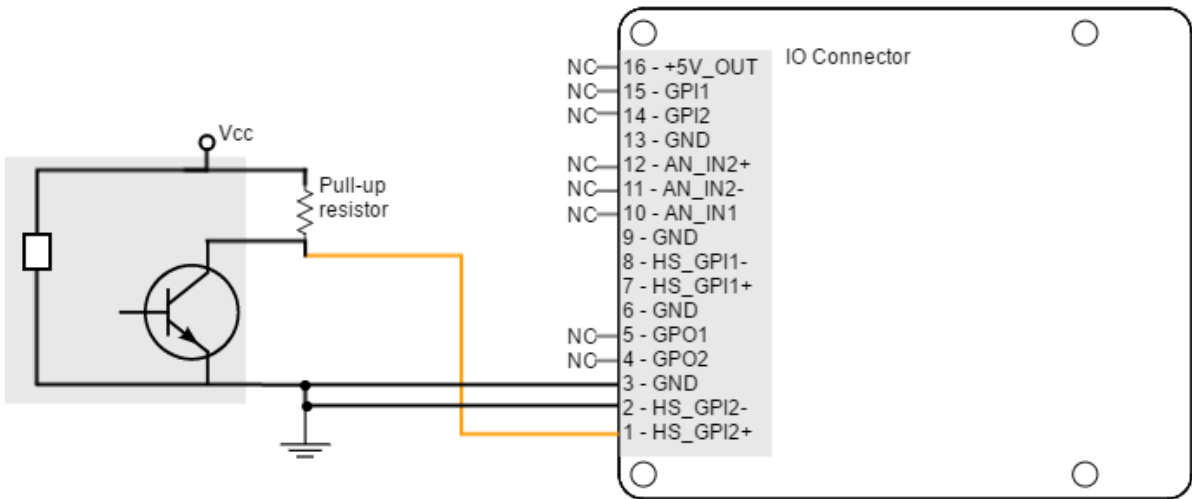 IO Connector
NC 16 - +5V_OUT
NC 15 - GPI1
NC 14 - GPI2
13 - GND
NC 12 - AN_IN2+
NC 11 - AN_IN2-
NC 10 - AN_IN1
9 - GND
8 - HS_GPI1-
7 - HS_GPI1+
6 - GND
NC 5 - GPO1
NC 4 - GPO2
3 - GND
2 - HS_GPI2-
1 - HS_GPI2+
Vcc
Pull-up
resistor